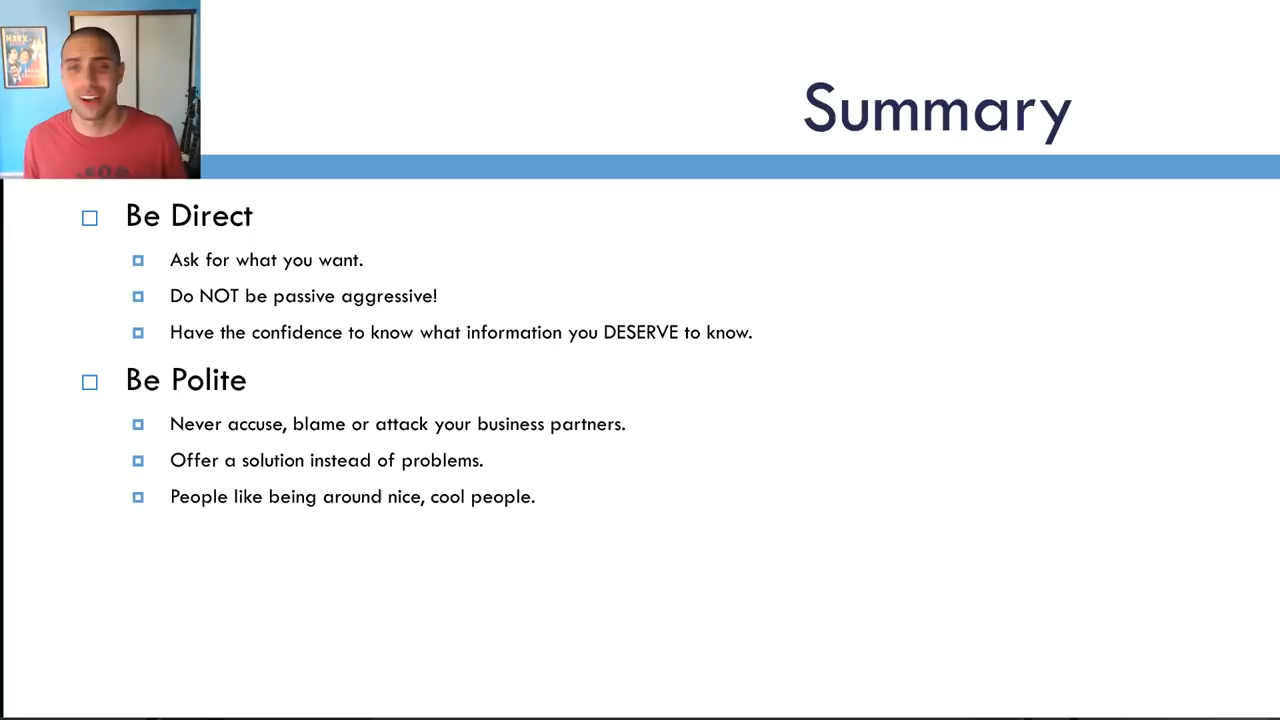 MARX
Summary
Be Direct
Ask for what you want.
Do NOT be passive aggressive!
Have the confidence to know what information you DESERVE to know.
Be Polite
Never accuse, blame or attack your business partners.
Offer a solution instead of problems.
People like being around nice, cool people.